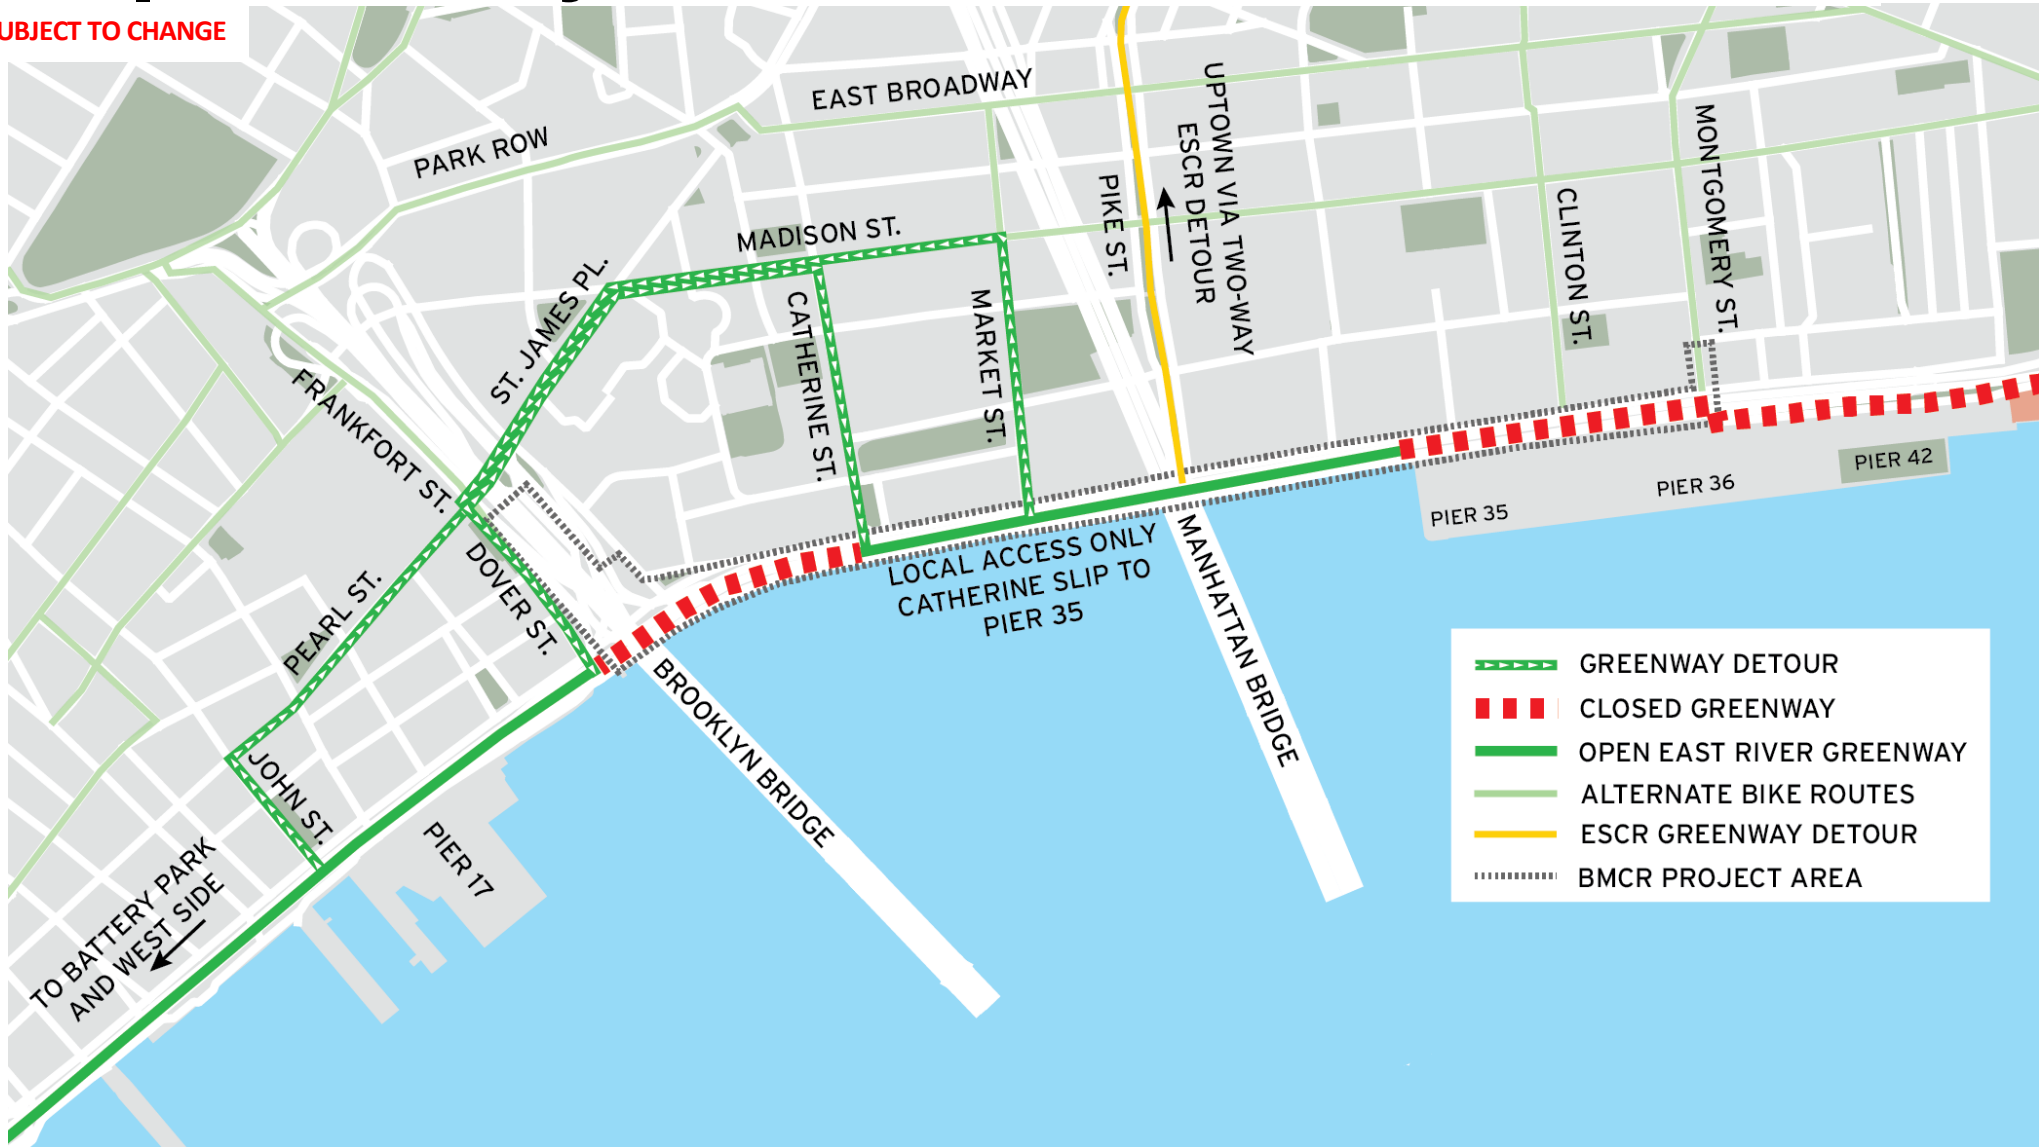 UBJECT TO CHANGE
EAST BROADWAY
PARK ROW
MADISON ST.
ST. JAMES PL.
CATHERINE ST.
MARKET ST.
PIKE ST.
UPTOWN VIA TWO-WAY
ESCR DETOUR
CLINTON ST.
MONTGOMERY ST.
FRANKFORT ST.
DOVER ST.
PEARL ST.
JOHN ST.
TO BATTERY PARK
AND WEST SIDE
PIER 17
BROOKLYN BRIDGE
LOCAL ACCESS ONLY
CATHERINE SLIP TO
PIER 35
MANHATTAN BRIDGE
PIER 35
PIER 36
PIER 42
GREENWAY DETOUR
CLOSED GREENWAY
OPEN EAST RIVER GREENWAY
ALTERNATE BIKE ROUTES
ESCR GREENWAY DETOUR
BMCR PROJECT AREA